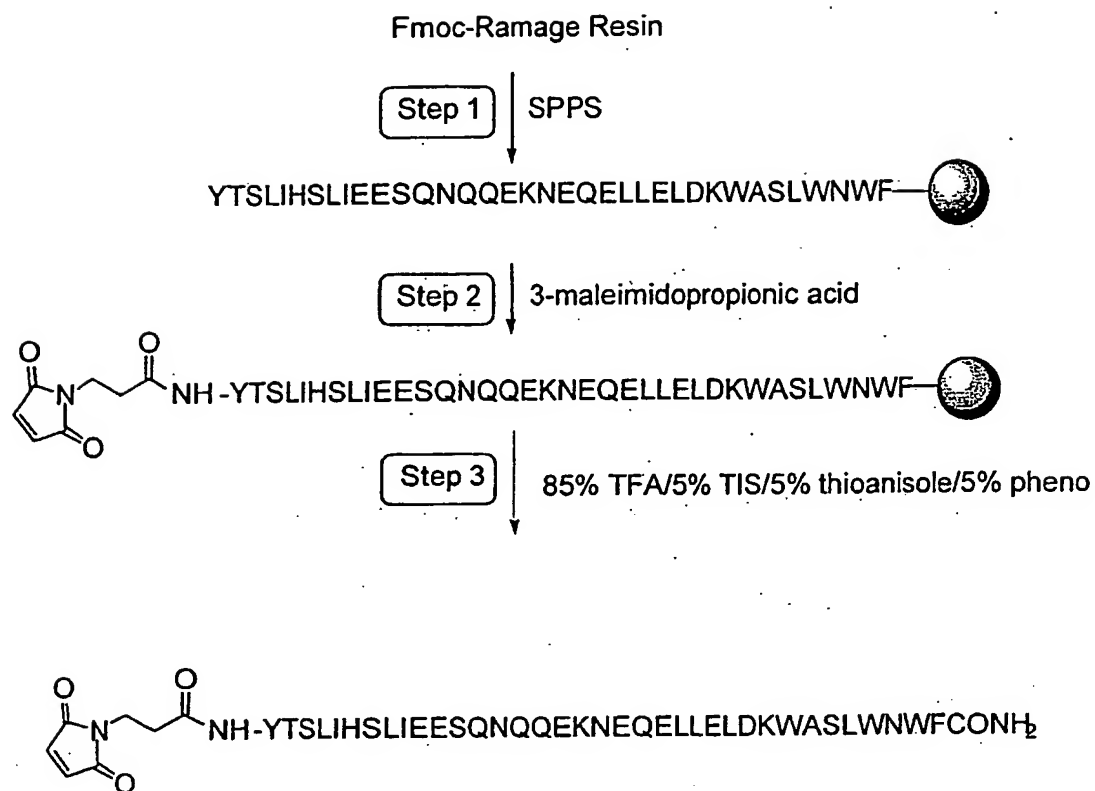 Fmoc-Ramage Resin
Step 1
SPPS
YTSLIHSLIEESQNQQEKNEQELLELDKWASLWNWF
Step 2
3-maleimidopropionic acid
O
O
N
NH-YTSLIHSLIEESQNQQEKNEQELLELDKWASLWNWF
O
Step 3
85% TFA/5% TIS/5% thioanisole/5% pheno
O
O
N
NH-YTSLIHSLIEESQNQQEKNEQELLELDKWASLWNWFCONH2
O